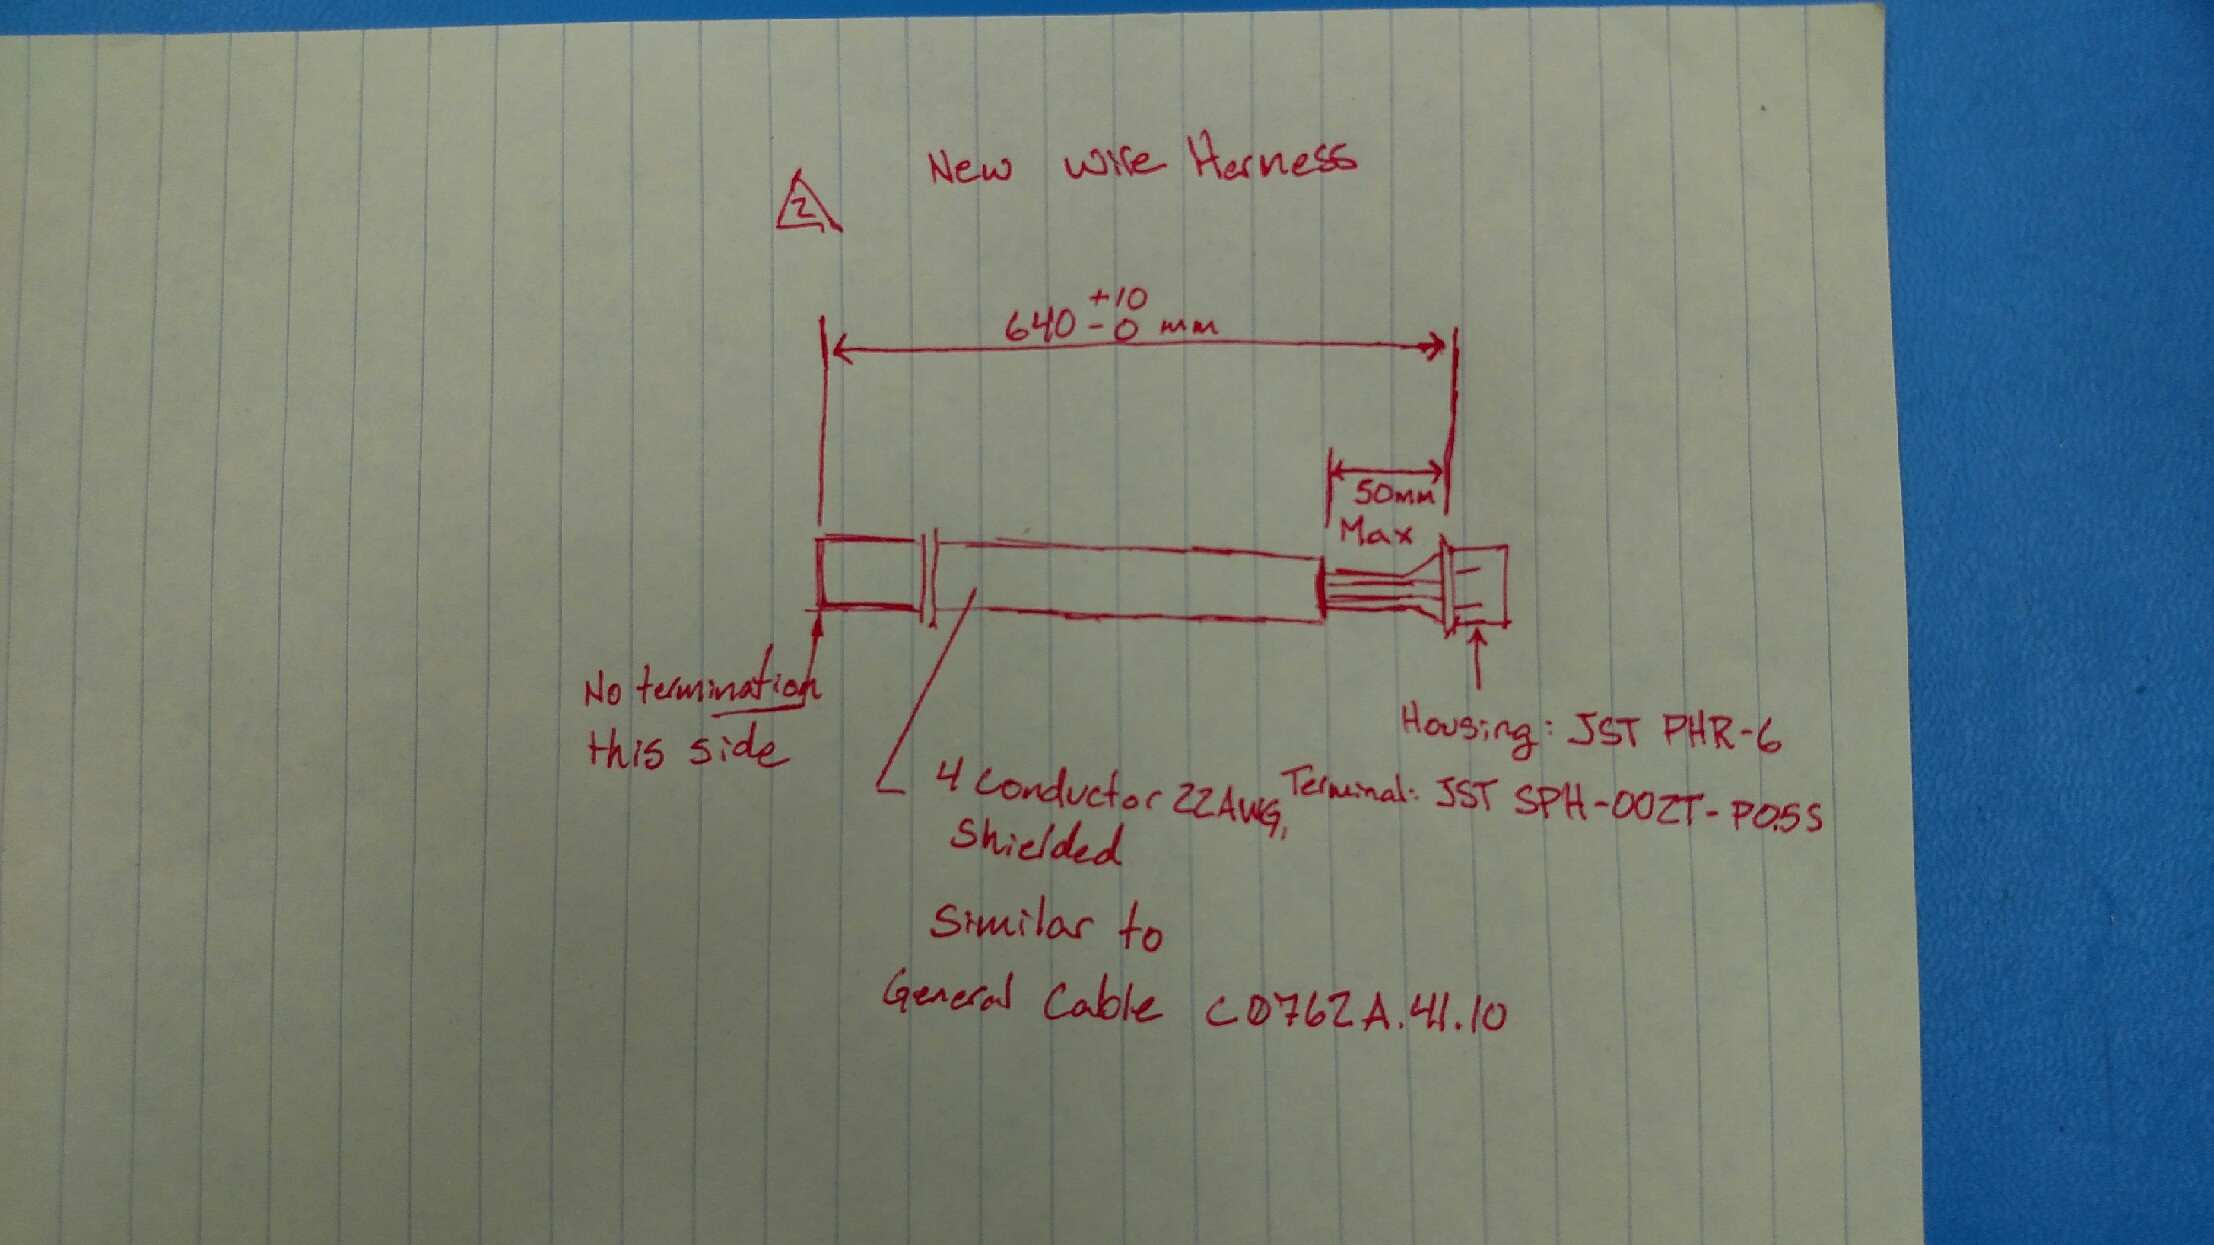 New Wire Harness
2
+10
640 - 0 mm
50mm
Max
No termination
this side
Housing: JST PHR-6
Terminal: JST SPH-002T-P0.5S
4 Conductor 22AWG,
Shielded
Similar to
General Cable C0762A.41.10